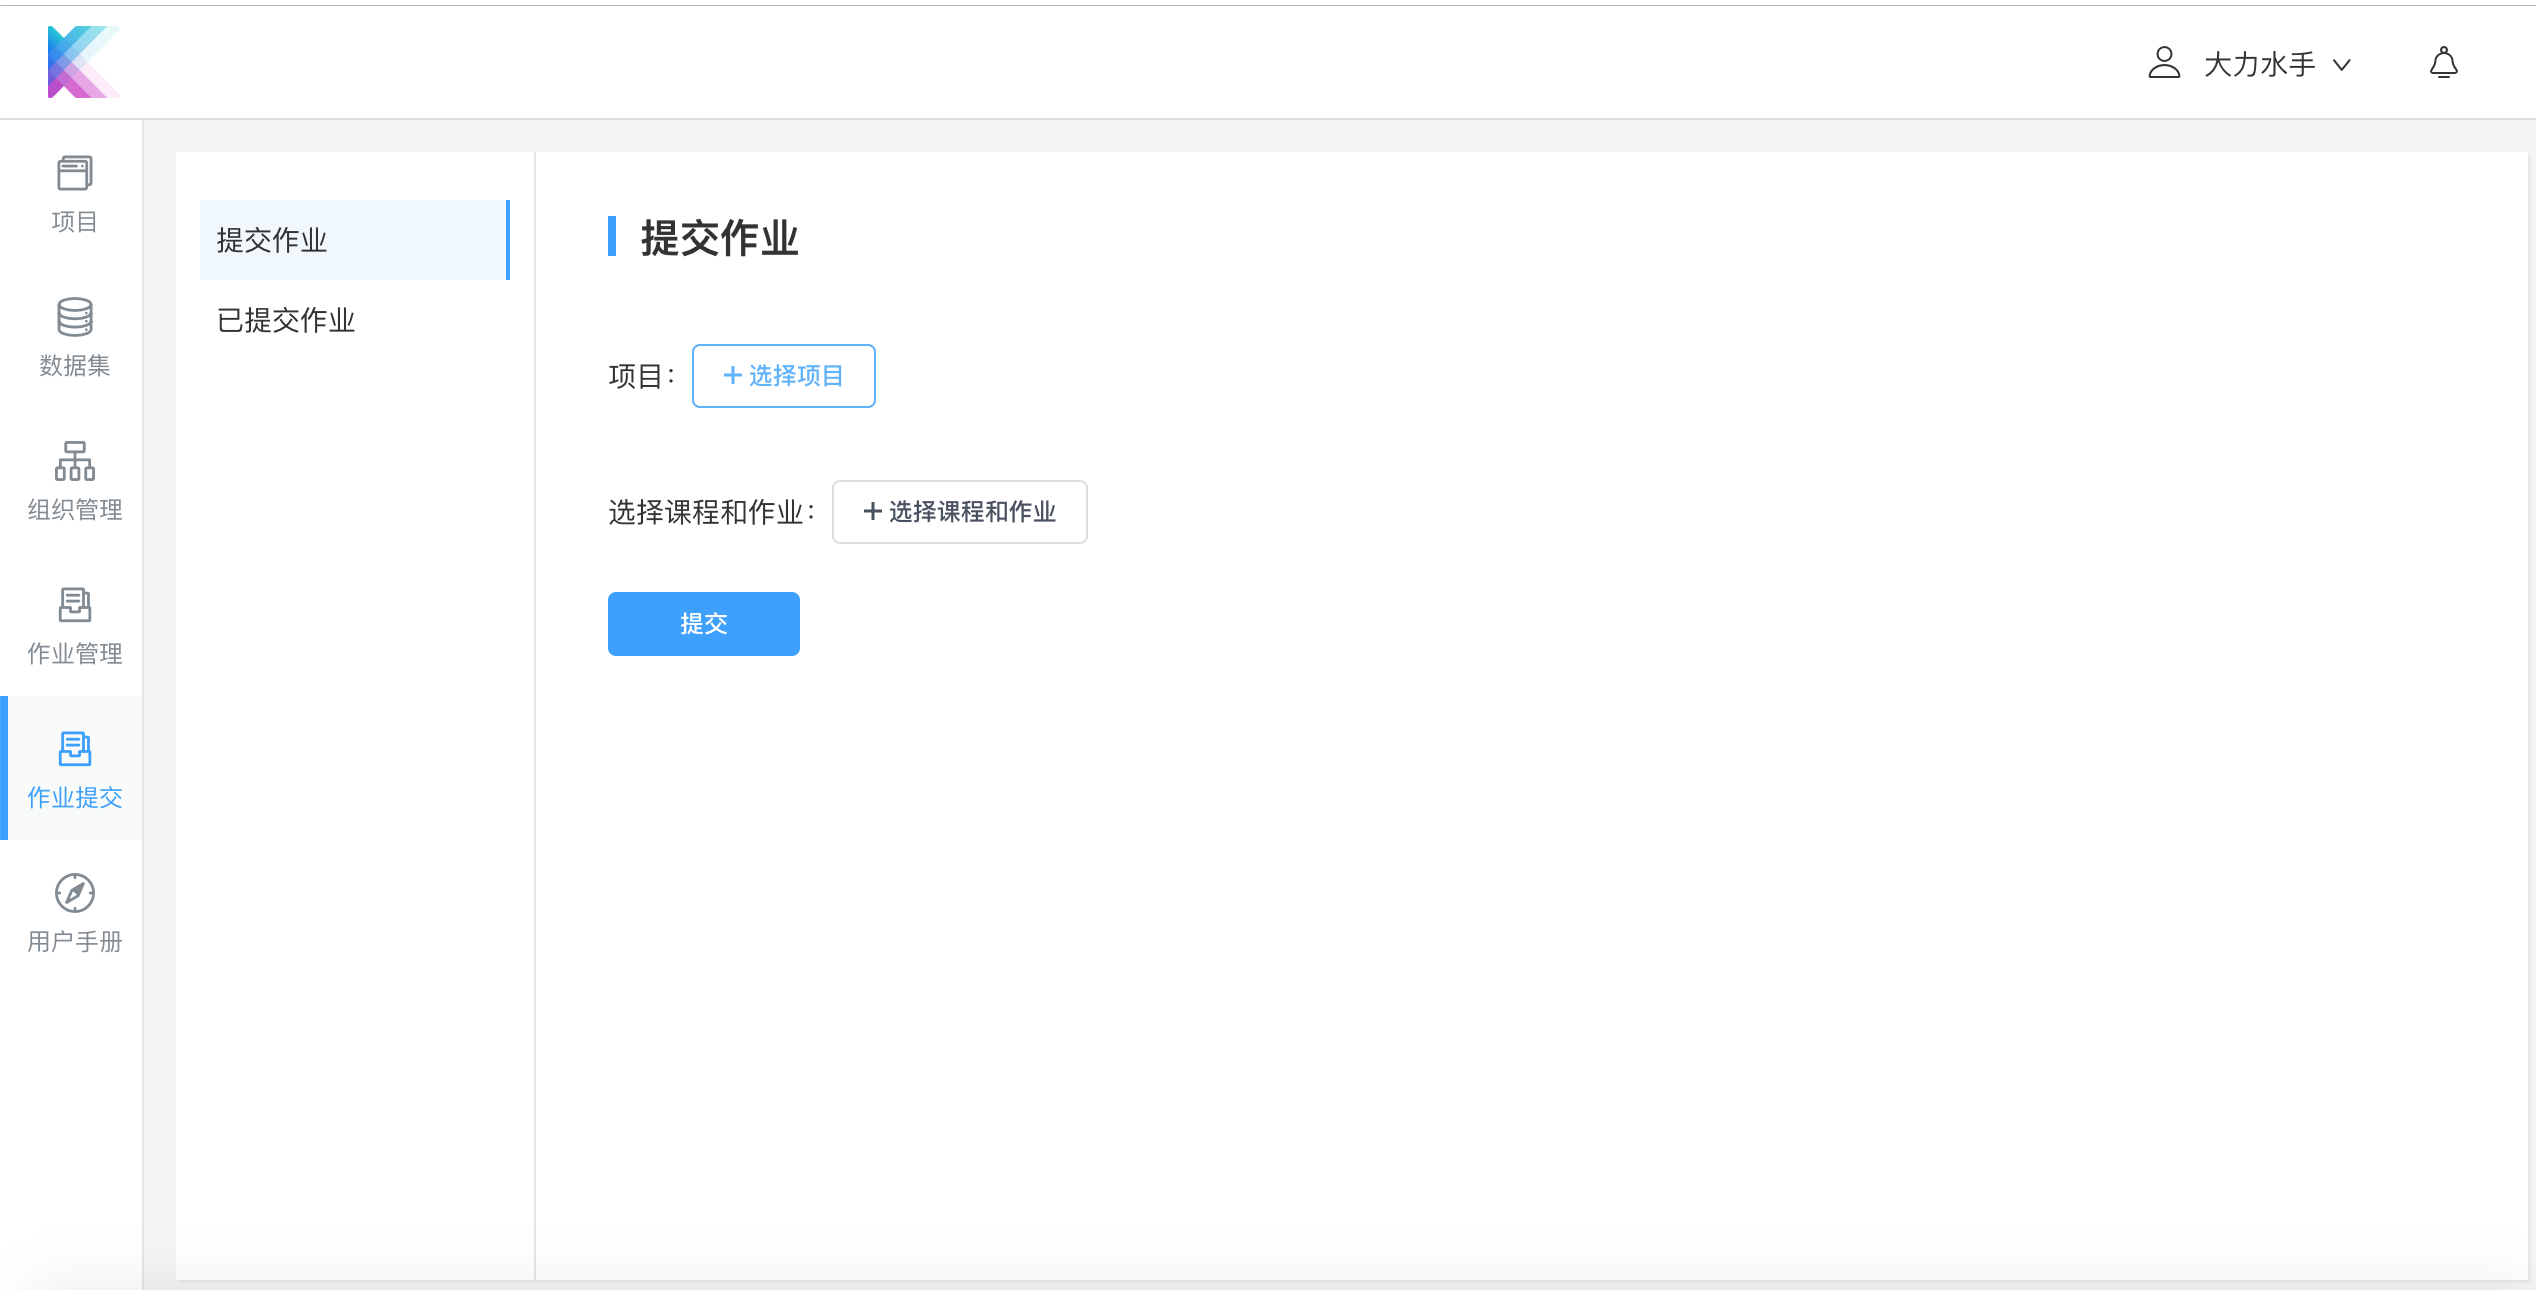 大力水手
项目
数据集
组织管理
作业管理
作业提交
用户手册
提交作业
已提交作业
提交作业
项目： + 选择项目
选择课程和作业： + 选择课程和作业
提交